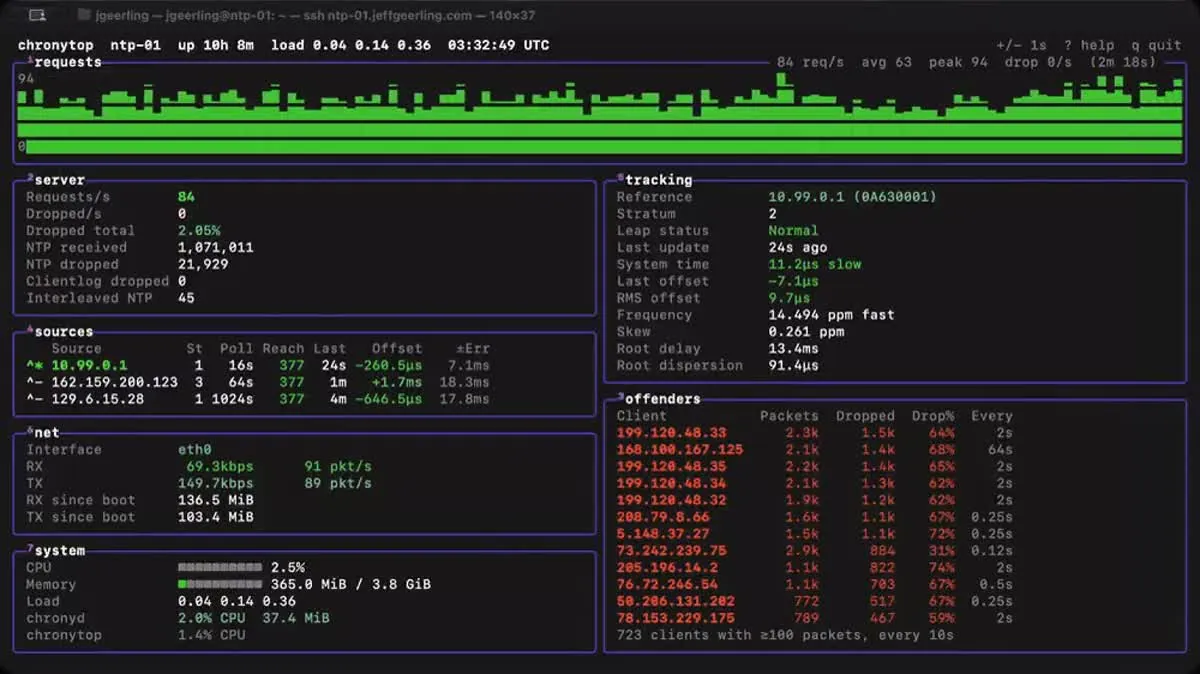 jgeerling — jgeerling@ntp-01: ~ — ssh ntp-01.jeffgeerling.com — 140×37
chronytop ntp-01 up 10h 8m load 0.04 0.14 0.36 03:32:49 UTC +/- 1s ? help q quit
1requests 84 req/s avg 63 peak 94 drop 0/s (2m 18s)
94
0
2server
Requests/s 84
Dropped/s 0
Dropped total 2.05%
NTP received 1,071,011
NTP dropped 21,929
Clientlog dropped 0
Interleaved NTP 45
4sources
Source St Poll Reach Last Offset ±Err
^* 10.99.0.1 1 16s 377 24s -260.5µs 7.1ms
^- 162.159.200.123 3 64s 377 1m +1.7ms 18.3ms
^- 129.6.15.28 1 1024s 377 4m -646.5µs 17.8ms
6net
Interface eth0
RX 69.3kbps 91 pkt/s
TX 149.7kbps 89 pkt/s
RX since boot 136.5 MiB
TX since boot 103.4 MiB
7system
CPU 2.5%
Memory 365.0 MiB / 3.8 GiB
Load 0.04 0.14 0.36
chronyd 2.0% CPU 37.4 MiB
chronytop 1.4% CPU
tracking
Reference 10.99.0.1 (0A630001)
Stratum 2
Leap status Normal
Last update 24s ago
System time 11.2µs slow
Last offset -7.1µs
RMS offset 9.7µs
Frequency 14.494 ppm fast
Skew 0.261 ppm
Root delay 13.4ms
Root dispersion 91.4µs
3offenders
Client Packets Dropped Drop% Every
199.120.48.33 2.3k 1.5k 64% 2s
168.100.167.125 2.1k 1.4k 68% 64s
199.120.48.35 2.2k 1.4k 65% 2s
199.120.48.34 2.1k 1.3k 62% 2s
199.120.48.32 1.9k 1.2k 62% 2s
208.79.8.66 1.6k 1.1k 67% 0.25s
5.148.37.27 1.5k 1.1k 72% 0.25s
73.242.239.75 2.9k 884 31% 0.12s
205.196.14.2 1.1k 822 74% 2s
76.72.246.54 1.1k 703 67% 0.5s
50.206.131.202 772 517 67% 0.25s
78.153.229.175 789 467 59% 2s
723 clients with ≥100 packets, every 10s